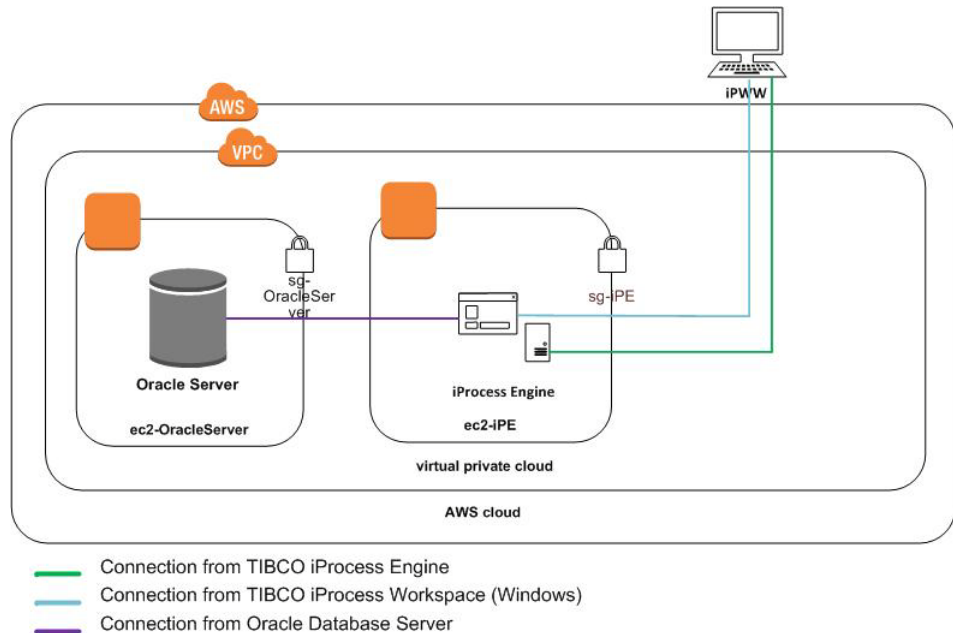 iPWW
AWS
VPC
sg-
OracleSer
ver
sg-iPE
Oracle Server
iProcess Engine
ec2-OracleServer
ec2-iPE
virtual private cloud
AWS cloud
Connection from TIBCO iProcess Engine
Connection from TIBCO iProcess Workspace (Windows)
Connection from Oracle Database Server